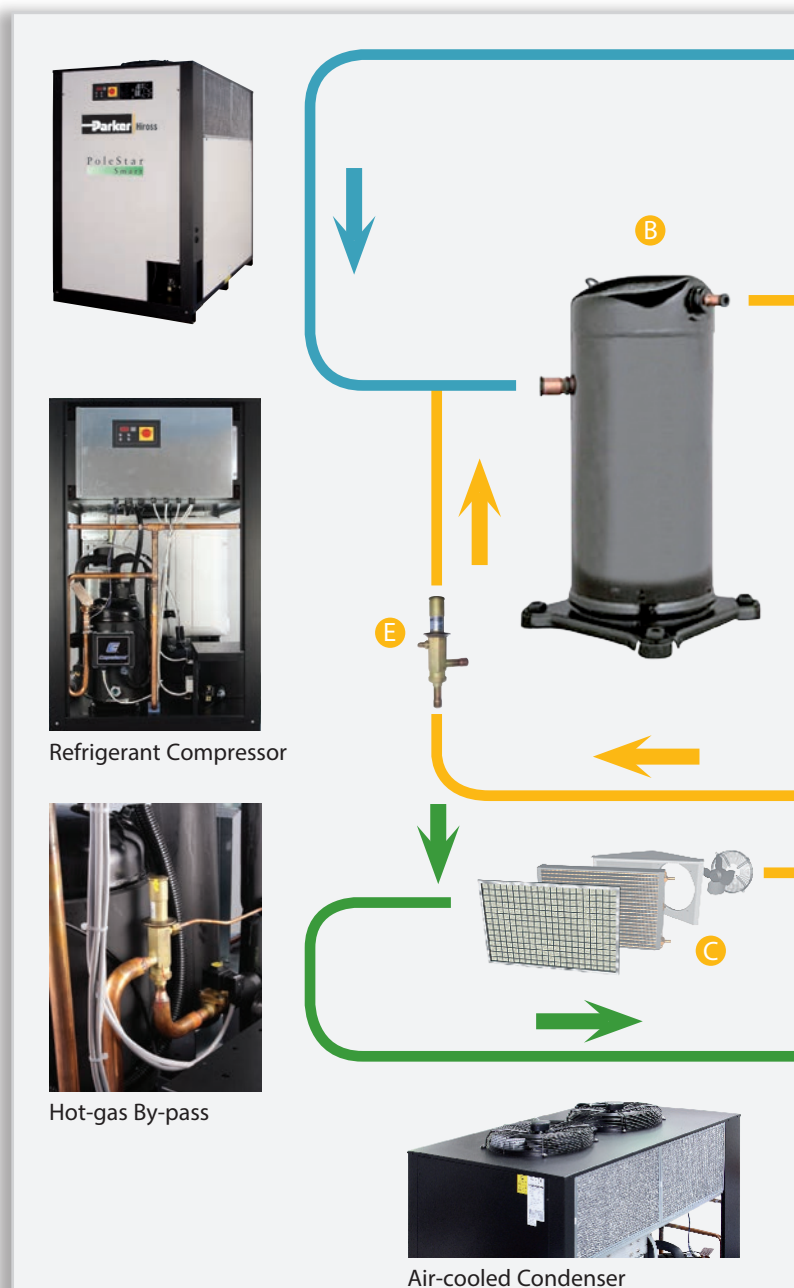 Parker Hiross
PoleStar
Smart
B
E
Refrigerant Compressor
C
Hot-gas By-pass
Air-cooled Condenser